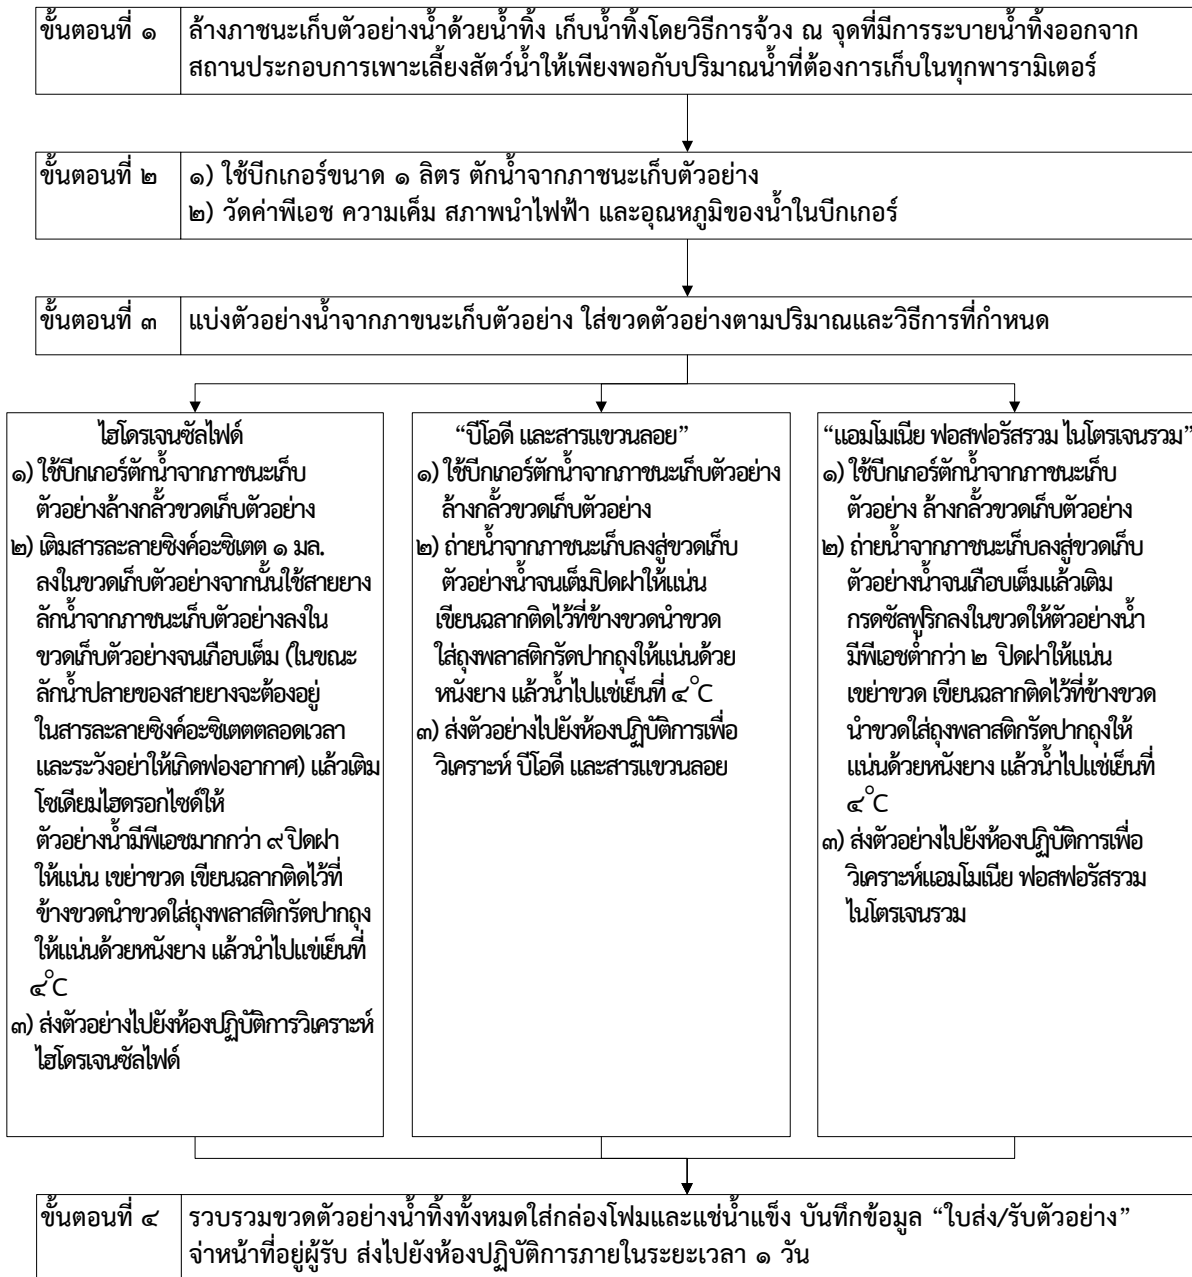 ขั้นตอนที่ ๑
ล้างภาชนะเก็บตัวอย่างน้ำด้วยน้ำทิ้ง เก็บน้ำทิ้งโดยวิธีการจ้วง ณ จุดที่มีการระบายน้ำทิ้งออกจาก
สถานประกอบการเพาะเลี้ยงสัตว์น้ำให้เพียงพอกับปริมาณน้ำที่ต้องการเก็บในทุกพารามิเตอร์
ขั้นตอนที่ ๒
๑) ใช้บีกเกอร์ขนาด ๑ ลิตร ตักน้ำจากภาชนะเก็บตัวอย่าง
๒) วัดค่าพีเอช ความเค็ม สภาพนำไฟฟ้า และอุณหภูมิของน้ำในบีกเกอร์
ขั้นตอนที่ ๓
แบ่งตัวอย่างน้ำจากภาขนะเก็บตัวอย่าง ใส่ขวดตัวอย่างตามปริมาณและวิธีการที่กำหนด
ไฮโดรเจนซัลไฟด์
๑) ใช้บีกเกอร์ตักน้ำจากภาชนะเก็บ
ตัวอย่างล้างกลั้วขวดเก็บตัวอย่าง
๒) เติมสารละลายซิงค์อะซิเตต ๑ มล.
ลงในขวดเก็บตัวอย่างจากนั้นใช้สายยาง
ลักน้ำจากภาชนะเก็บตัวอย่างลงใน
ขวดเก็บตัวอย่างจนเกือบเต็ม (ในขณะ
ลักน้ำปลายของสายยางจะต้องอยู่
ในสารละลายซิงค์อะซิเตตตลอดเวลา
และระวังอย่าให้เกิดฟองอากาศ) แล้วเติม
โซเดียมไฮดรอกไซด์ให้
ตัวอย่างน้ำมีพีเอชมากกว่า ๙ ปิดฝา
ให้แน่น เขย่าขวด เขียนฉลากติดไว้ที่
ข้างขวดนำขวดใส่ถุงพลาสติกรัดปากถุง
ให้แน่นด้วยหนังยาง แล้วนำไปแข่เย็นที่
๔°C
๓) ส่งตัวอย่างไปยังห้องปฏิบัติการวิเคราะห์
ไฮโดรเจนซัลไฟด์
“บีโอดี และสารแขวนลอย”
๑) ใช้บีกเกอร์ตักน้ำจากภาชนะเก็บตัวอย่าง
ล้างกลั้วขวดเก็บตัวอย่าง
๒) ถ่ายน้ำจากภาชนะเก็บลงสู่ขวดเก็บ
ตัวอย่างน้ำจนเต็มปิดฝาให้แน่น
เขียนฉลากติดไว้ที่ข้างขวดนำขวด
ใส่ถุงพลาสติกรัดปากถุงให้แน่นด้วย
หนังยาง แล้วน้ำไปแช่เย็นที่ ๔°C
๓) ส่งตัวอย่างไปยังห้องปฏิบัติการเพื่อ
วิเคราะห์ บีโอดี และสารแขวนลอย
“แอมโมเนีย ฟอสฟอรัสรวม ไนโตรเจนรวม”
๑) ใช้บีกเกอร์ตักน้ำจากภาชนะเก็บ
ตัวอย่าง ล้างกลั้วขวดเก็บตัวอย่าง
๒) ถ่ายน้ำจากภาชนะเก็บลงสู่ขวดเก็บ
ตัวอย่างน้ำจนเกือบเต็มแล้วเติม
กรดซัลฟูริกลงในขวดให้ตัวอย่างน้ำ
มีพีเอชต่ำกว่า ๒ ปิดฝาให้แน่น
เขย่าขวด เขียนฉลากติดไว้ที่ข้างขวด
นำขวดใส่ถุงพลาสติกรัดปากถุงให้
แน่นด้วยหนังยาง แล้วน้ำไปแช่เย็นที่
๔°C
๓) ส่งตัวอย่างไปยังห้องปฏิบัติการเพื่อ
วิเคราะห์แอมโมเนีย ฟอสฟอรัสรวม
ไนโตรเจนรวม
ขั้นตอนที่ ๔
รวบรวมขวดตัวอย่างน้ำทิ้งทั้งหมดใส่กล่องโฟมและแช่น้ำแข็ง บันทึกข้อมูล “ใบส่ง/รับตัวอย่าง”
จ่าหน้าที่อยู่ผู้รับ ส่งไปยังห้องปฏิบัติการภายในระยะเวลา ๑ วัน